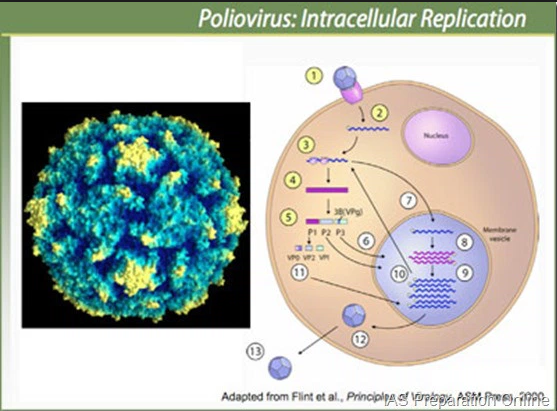 Poliovirus: Intracellular Replication
1
2
Nucleus
3
4
3B(VPg)
5
7
P1 P2 P3
6
8
Membrane
vesicle
VP0 VP2 VP1
11
10
9
12
13
Adapted from Flint et al., Principles of Virology, ASM Press, 2000
IAS Preparation Online